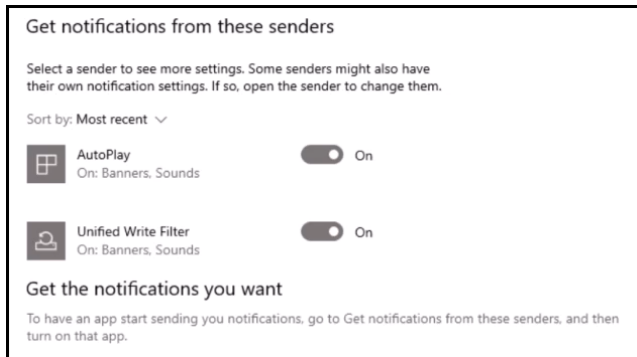 Get notifications from these senders
Select a sender to see more settings. Some senders might also have
their own notification settings. If so, open the sender to change them.
Sort by: Most recent
AutoPlay
On
On: Banners, Sounds
Unified Write Filter
On
On: Banners, Sounds
Get the notifications you want
To have an app start sending you notifications, go to Get notifications from these senders, and then
turn on that app.